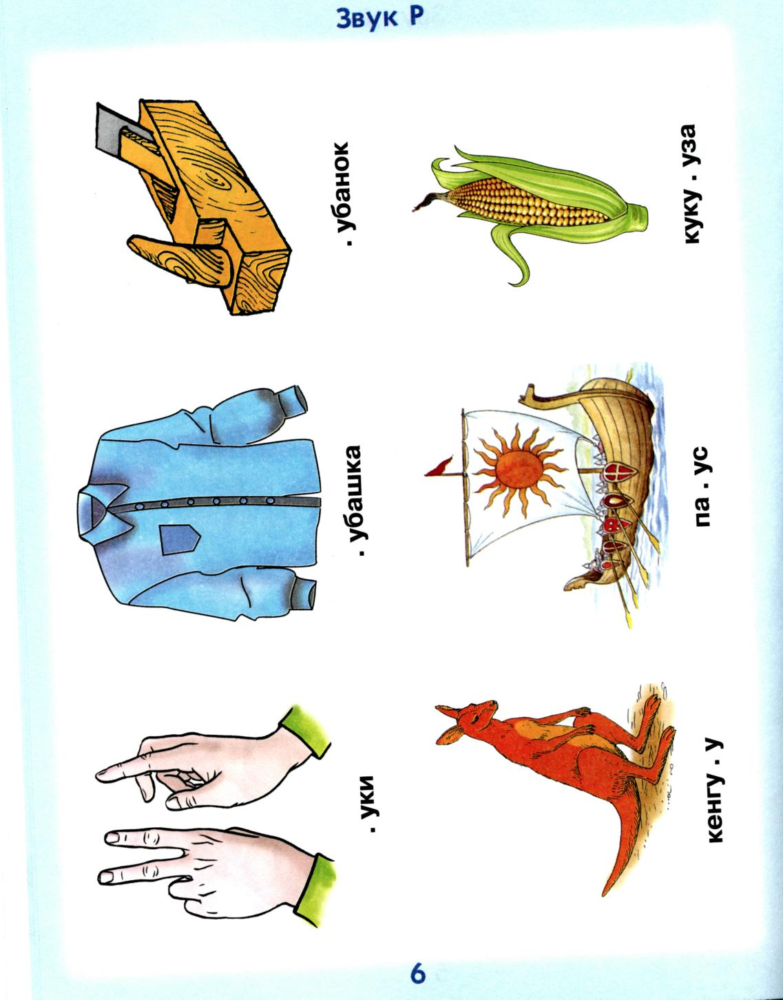 Звук Р
. уки
. убашка
. убанок
кенгу . у
па . ус
куку . уза
6